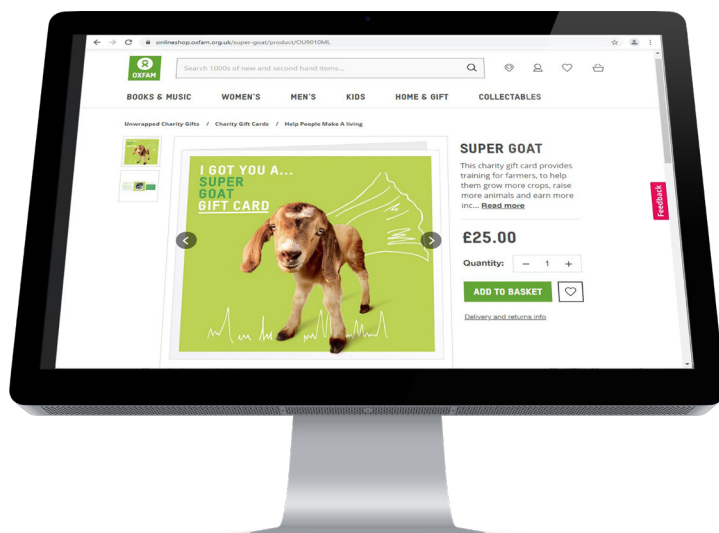 onlineshop.oxfam.org.uk/super-goat/product/OU9010ML
OXFAM
Search 1000s of new and second hand items...
BOOKS & MUSIC WOMEN'S MEN'S KIDS HOME & GIFT COLLECTABLES
Unwrapped Charity Gifts / Charity Gift Cards / Help People Make A living
I GOT YOU A...
SUPER
GOAT
GIFT CARD
SUPER GOAT
This charity gift card provides
training for farmers, to help
them grow more crops, raise
more animals and earn more
inc... Read more
£25.00
Quantity: − 1 +
ADD TO BASKET
Delivery and returns info
Feedback